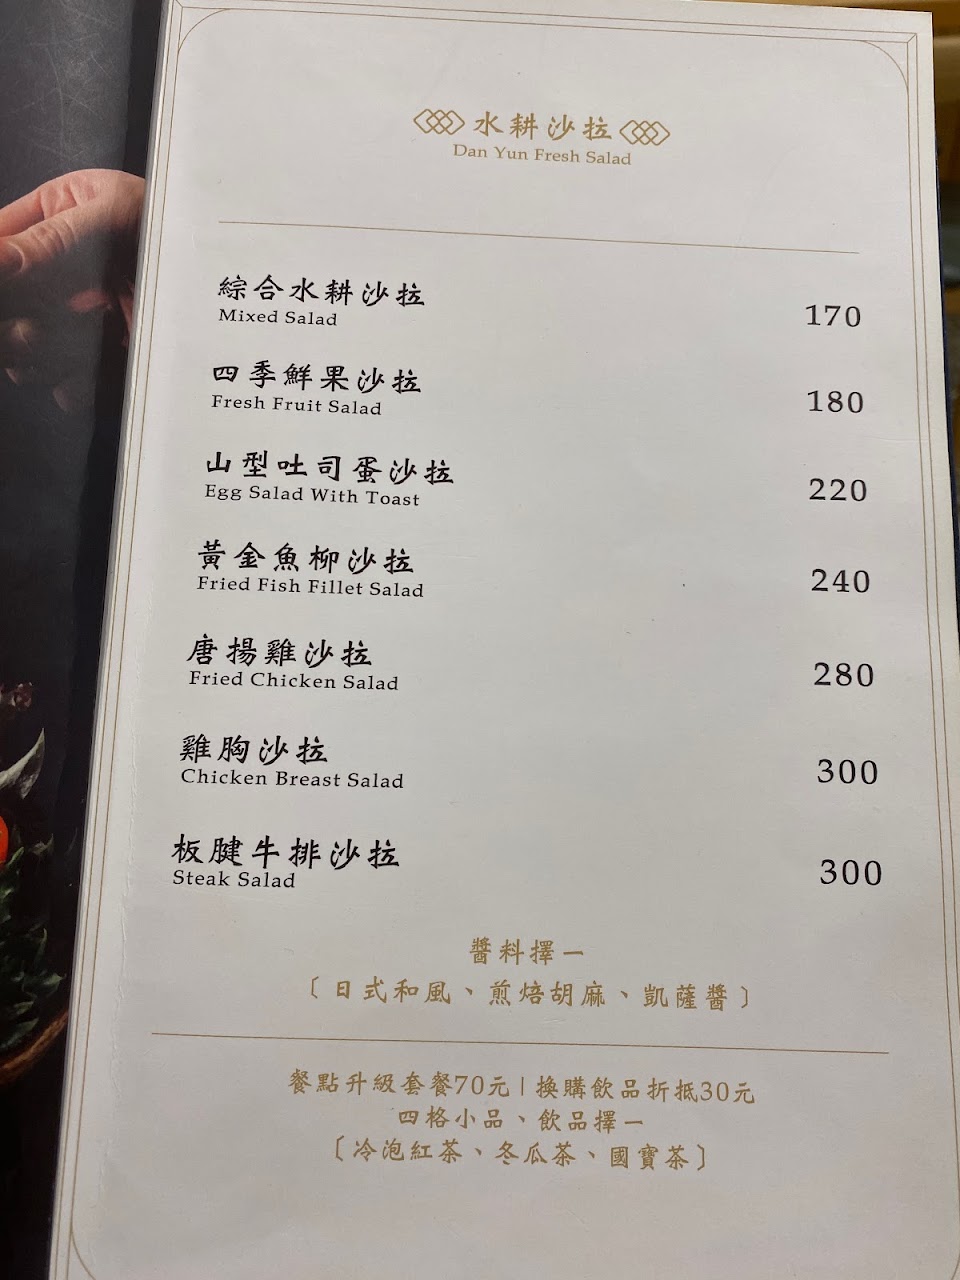 水耕沙拉
Dan Yun Fresh Salad
綜合水耕沙拉
Mixed Salad
170
四季鮮果沙拉
Fresh Fruit Salad
180
山型吐司蛋沙拉
Egg Salad With Toast
220
黃金魚柳沙拉
Fried Fish Fillet Salad
240
唐揚雞沙拉
Fried Chicken Salad
280
雞胸沙拉
Chicken Breast Salad
300
板腱牛排沙拉
Steak Salad
300
醬料擇一
〔日式和風、煎焙胡麻、凱薩醬〕
餐點升級套餐70元|換購飲品折抵30元
四格小品、飲品擇一
〔冷泡紅茶、冬瓜茶、國寶茶〕